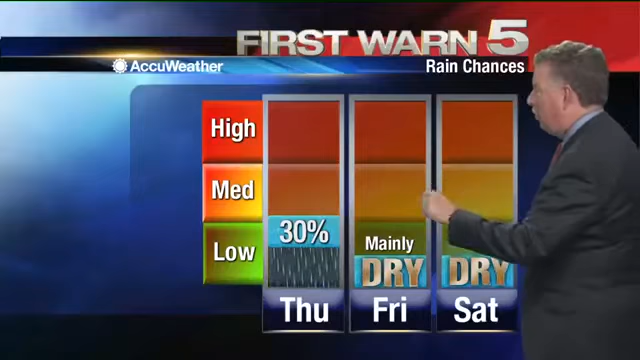 FIRST WARN 5
AccuWeather
Rain Chances
High
Med
Low
30%
Mainly
DRY
DRY
Thu
Fri
Sat